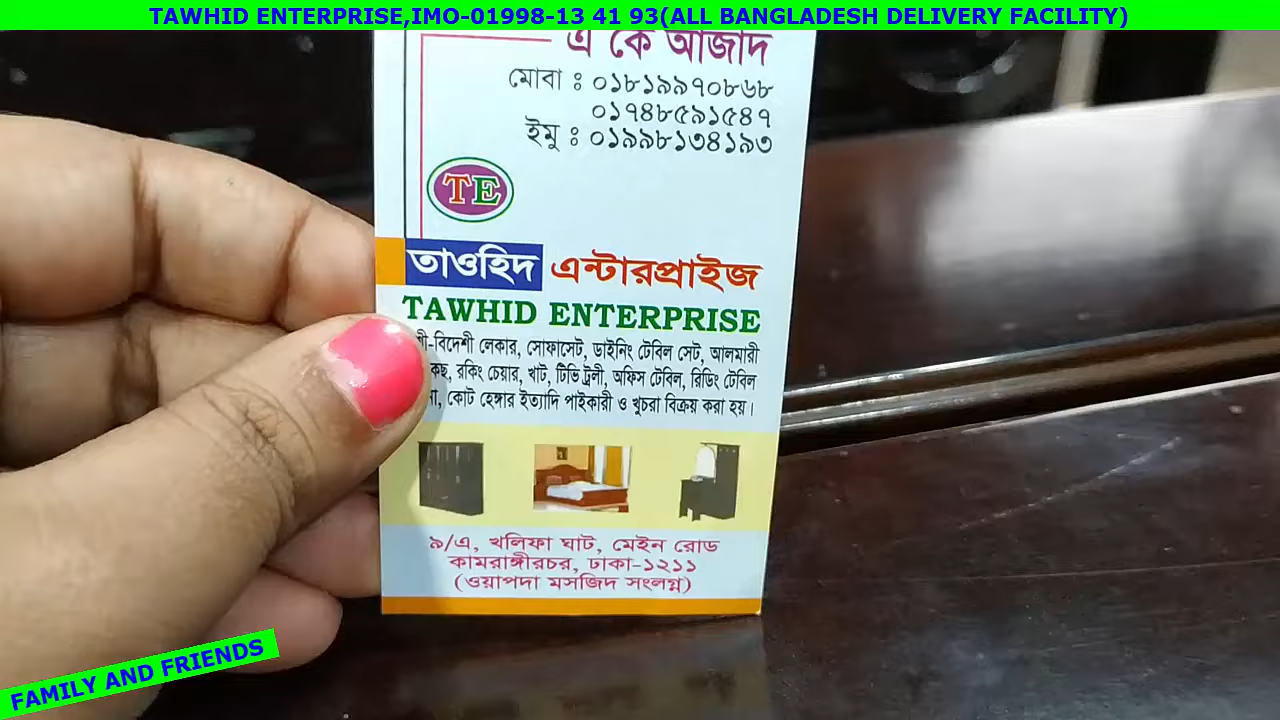 TAWHID ENTERPRISE,IMO-01998-13 41 93(ALL BANGLADESH DELIVERY FACILITY)
এ কে আজাদ
মোবা : ০১৮১৯৯৭০৮৬৮
০১৭৪৮৫৯১৫৪৭
ইমু : ০১৯৯৮১৩৪১৯৩
TE
তাওহিদ এন্টারপ্রাইজ
TAWHID ENTERPRISE
-বিদেশী লেকার, সোফাসেট, ডাইনিং টেবিল সেট, আলমারী
রকিং চেয়ার, খাট, টিভি ট্রলী, অফিস টেবিল, রিডিং টেবিল
কোট হেঙ্গার ইত্যাদি পাইকারী ও খুচরা বিক্রয় করা হয়।
৯/এ, খলিফা ঘাট, মেইন রোড
কামরাঙ্গীরচর, ঢাকা-১২১১
(ওয়াপদা মসজিদ সংলগ্ন)
FAMILY AND FRIENDS